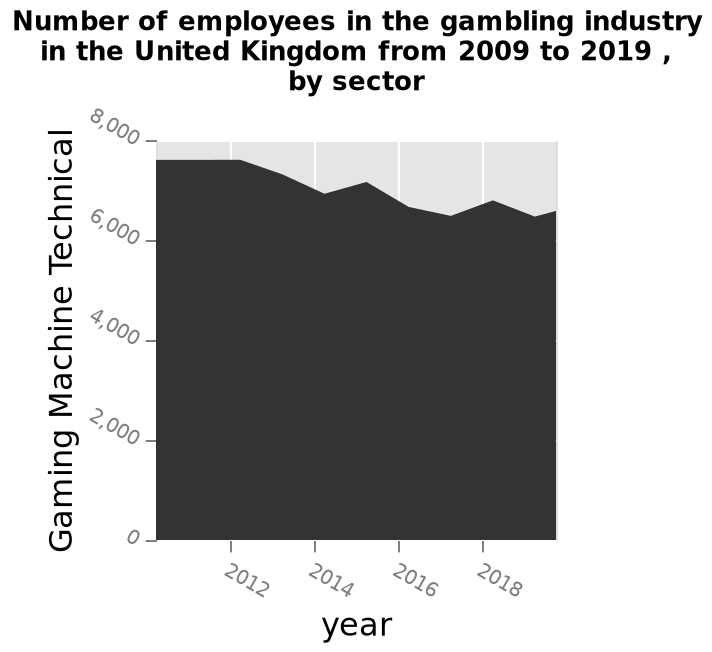 Number of employees in the gambling industry
in the United Kingdom from 2009 to 2019 ,
by sector
Gaming Machine Technical
8,000
6,000
4,000
2,000
0
2012
2014
2016
2018
year